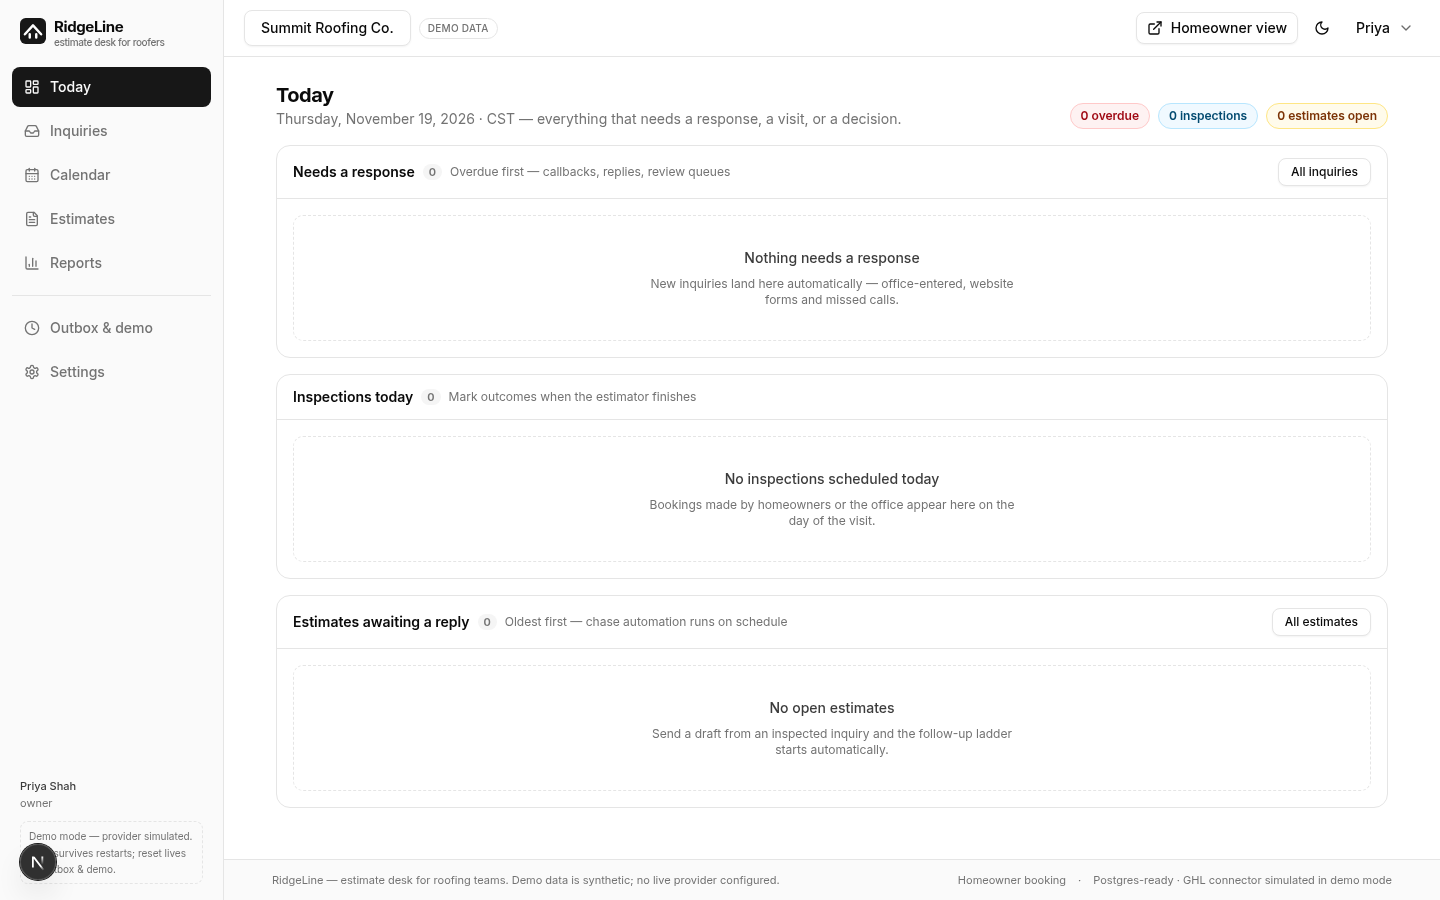 RidgeLine
estimate desk for roofers
Today
Inquiries
Calendar
Estimates
Reports
Outbox & demo
Settings
Priya Shah
owner
Demo mode — provider simulated.
survives restarts; reset lives
box & demo.
N
Summit Roofing Co.
DEMO DATA
Homeowner view
Priya
Today
Thursday, November 19, 2026 · CST — everything that needs a response, a visit, or a decision.
0 overdue
0 inspections
0 estimates open
Needs a response 0 Overdue first — callbacks, replies, review queues
All inquiries
Nothing needs a response
New inquiries land here automatically — office-entered, website
forms and missed calls.
Inspections today 0 Mark outcomes when the estimator finishes
No inspections scheduled today
Bookings made by homeowners or the office appear here on the
day of the visit.
Estimates awaiting a reply 0 Oldest first — chase automation runs on schedule
All estimates
No open estimates
Send a draft from an inspected inquiry and the follow-up ladder
starts automatically.
RidgeLine — estimate desk for roofing teams. Demo data is synthetic; no live provider configured.
Homeowner booking · Postgres-ready · GHL connector simulated in demo mode